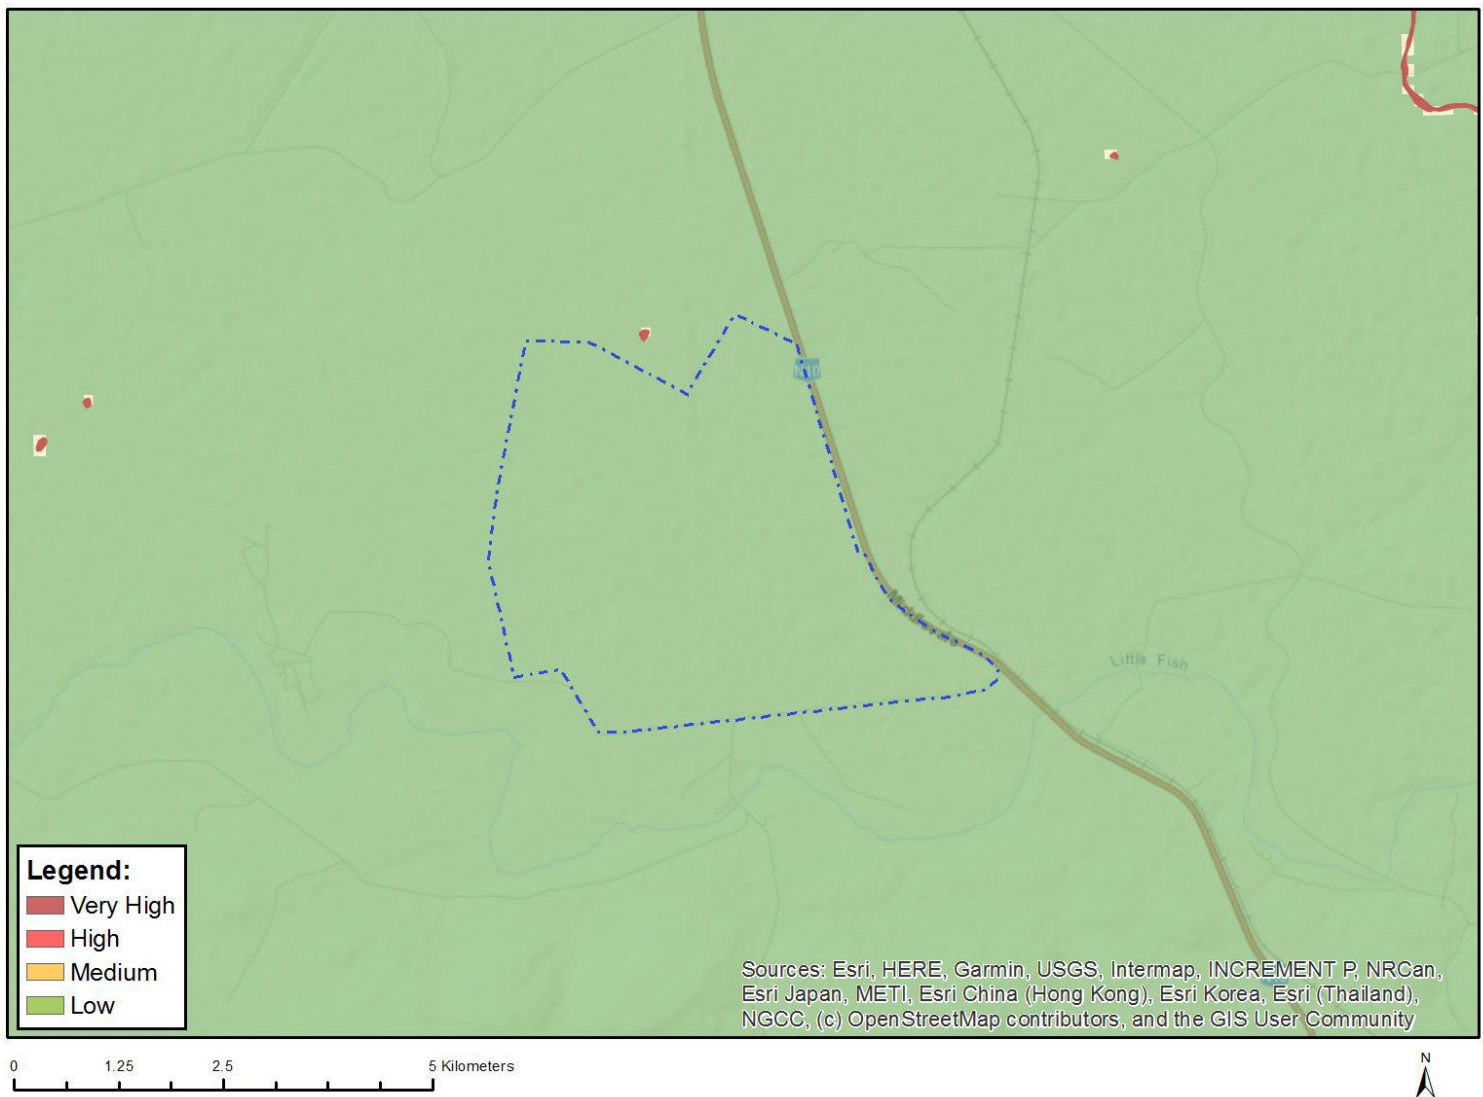 N10
Little Fish
Legend:
Very High
High
Medium
Low
Sources: Esri, HERE, Garmin, USGS, Intermap, INCREMENT P, NRCan,
Esri Japan, METI, Esri China (Hong Kong), Esri Korea, Esri (Thailand),
NGCC, (c) OpenStreetMap contributors, and the GIS User Community
0 1.25 2.5 5 Kilometers
N